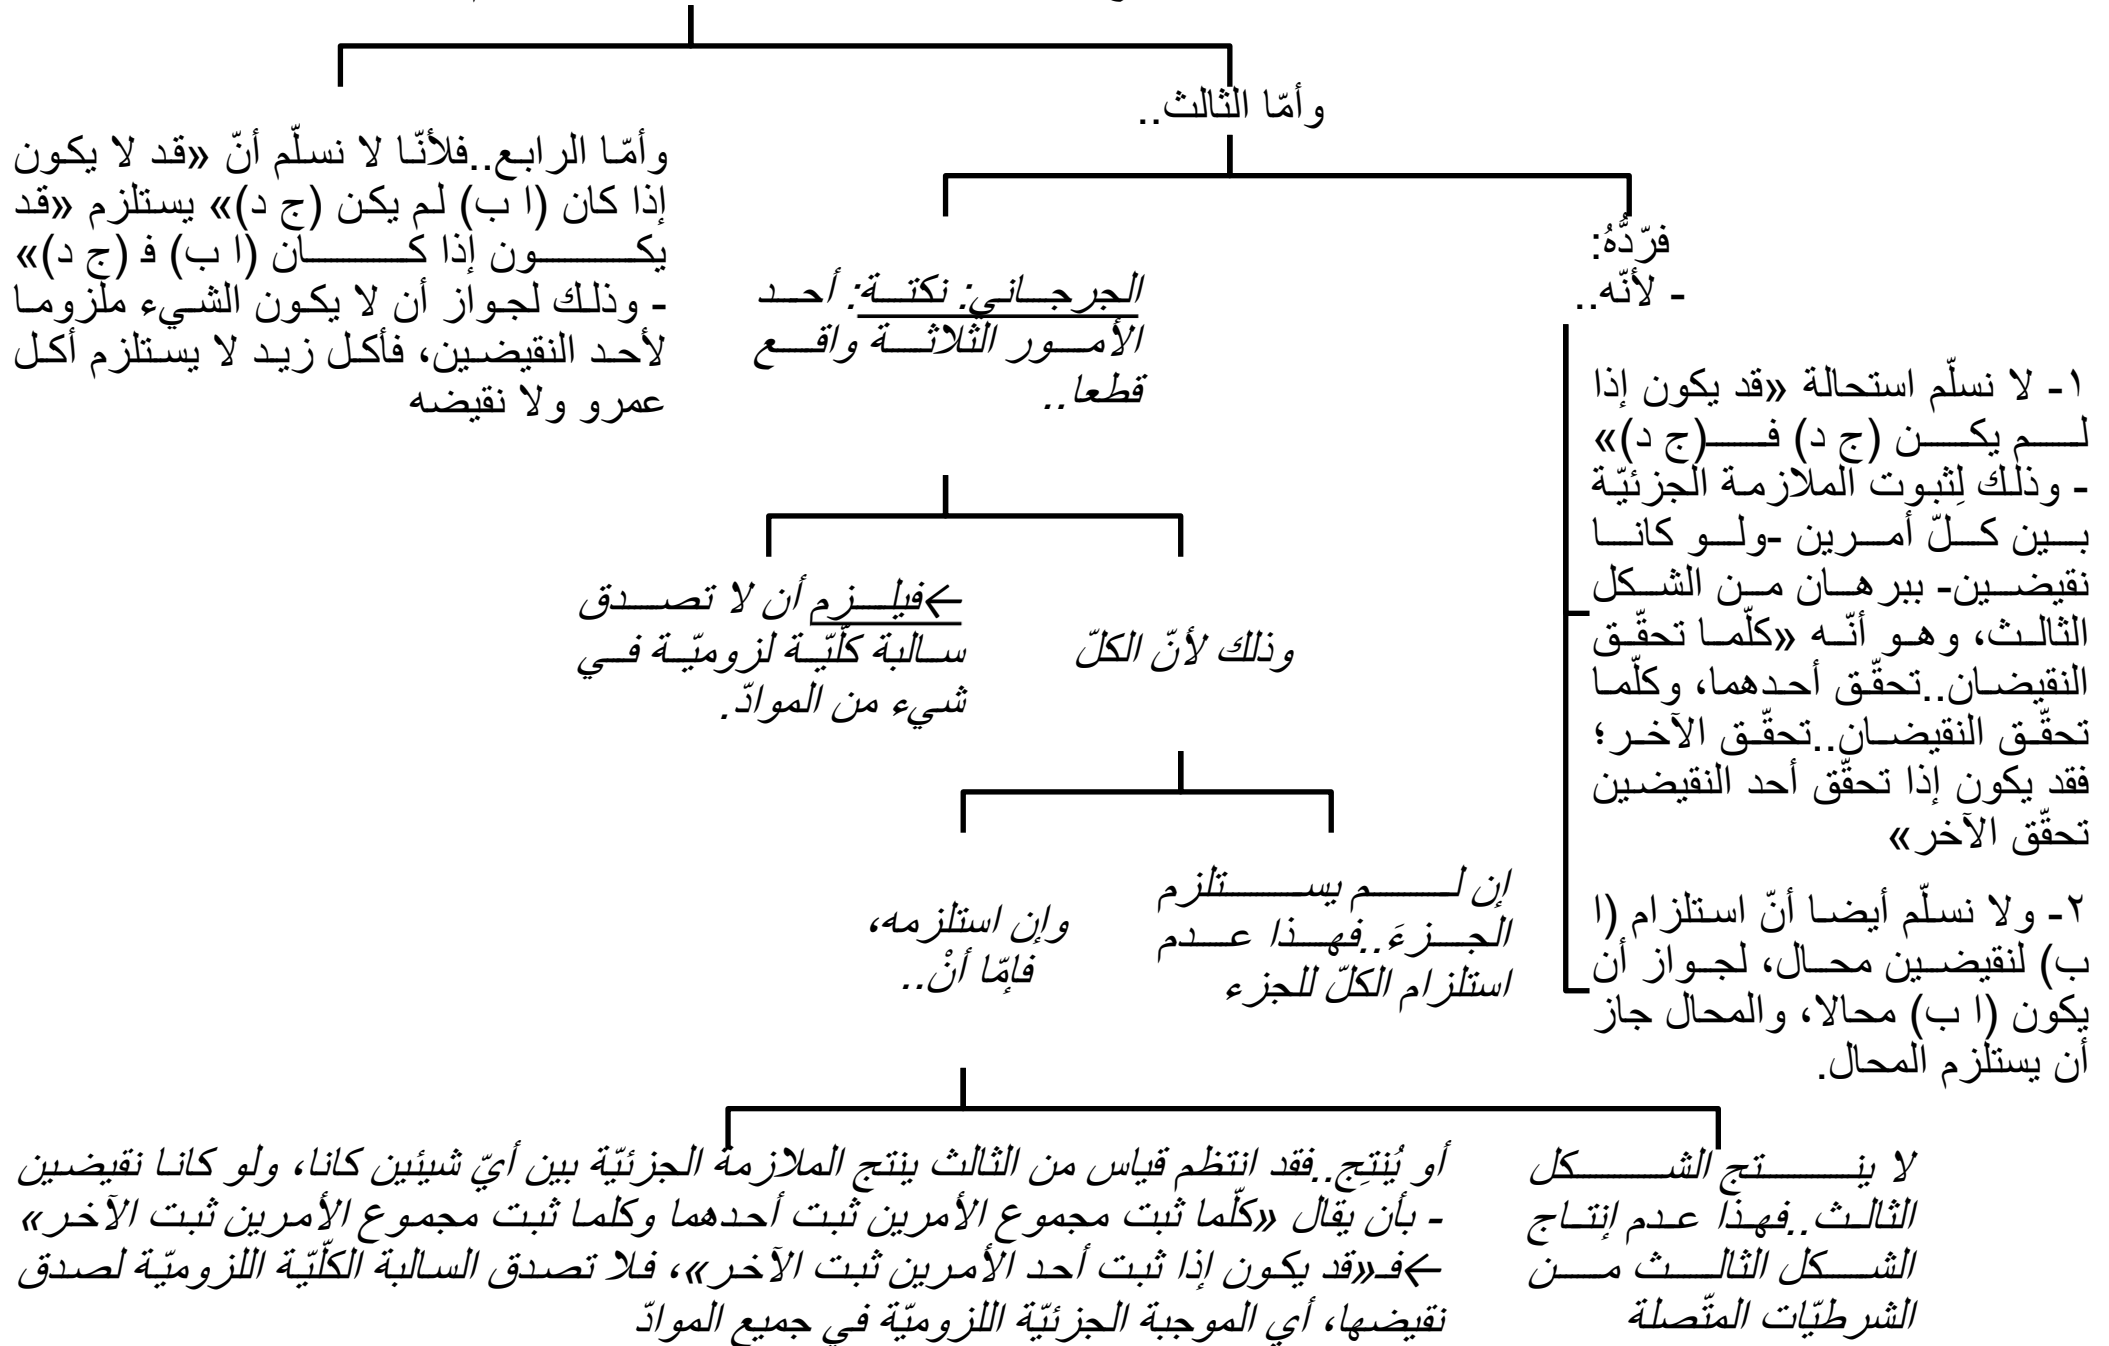 وأمّا الثالث..
فرّدُّهُ:
- لأنّه..
١- لا نسلّم استحالة «قد يكون إذا
لم يكن (ج د) فـ(ج د)»
- وذلك لِثبوت الملازمة الجزئيّة
بين كلّ أمرين -ولو كانا
نقيضين- ببرهان من الشكل
الثالث، وهو أنّه «كلّما تحقّق
النقيضان..تحقّق أحدهما، وكلّما
تحقّق النقيضان..تحقّق الآخر؛
فقد يكون إذا تحقّق أحد النقيضين
تحقّق الآخر»
٢- ولا نسلّم أيضا أنّ استلزام (ا
ب) لنقيضين محال، لجواز أن
يكون (ا ب) محالا، والمحال جاز
أن يستلزم المحال.
الجرجاني: نكتة: أحد
الأمور الثلاثة واقع
قطعا..
وذلك لأنّ الكلّ
إن لم يستلزم
الجزءَ..فهذا عدم
استلزام الكلّ للجزء
وإن استلزمه،
فإمّا أنْ..
لا ينتج الشكل
الثالث..فهذا عدم إنتاج
الشكل الثالث من
الشرطيّات المتّصلة
أو يُنتِج..فقد انتظم قياس من الثالث ينتج الملازمة الجزئيّة بين أيّ شيئين كانا، ولو كانا نقيضين
- بأن يقال «كلّما ثبت مجموع الأمرين ثبت أحدهما وكلما ثبت مجموع الأمرين ثبت الآخر»
←فـ«قد يكون إذا ثبت أحد الأمرين ثبت الآخر»، فلا تصدق السالبة الكلّيّة اللزوميّة لصدق
نقيضها، أي الموجبة الجزئيّة اللزوميّة في جميع الموادّ
←فيلزم أن لا تصدق
سالبة كلّيّة لزوميّة في
شيء من الموادّ.
وأمّا الرابع..فلأنّا لا نسلّم أنّ «قد لا يكون
إذا كان (ا ب) لم يكن (ج د)» يستلزم «قد
يكون إذا كان (ا ب) فـ (ج د)»
- وذلك لجواز أن لا يكون الشيء ملزوما
لأحد النقيضين، فأكل زيد لا يستلزم أكل
عمرو ولا نقيضه